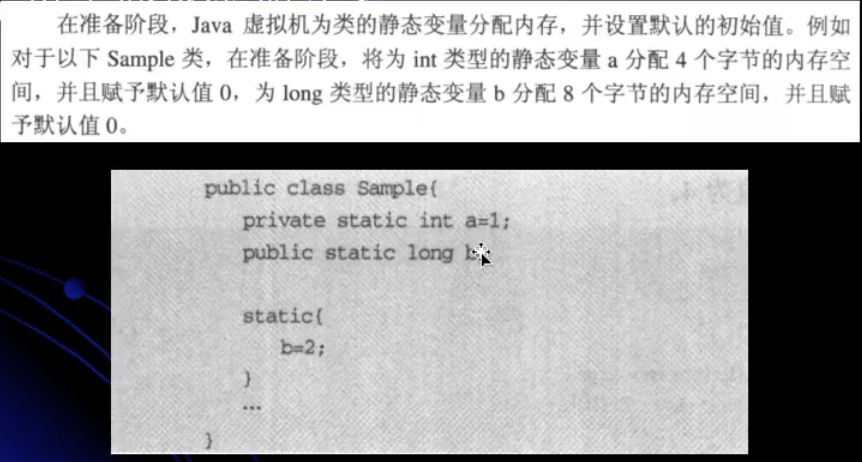 在准备阶段，Java 虚拟机为类的静态变量分配内存，并设置默认的初始值。例如
对于以下 Sample 类，在准备阶段，将为 int 类型的静态变量 a 分配 4 个字节的内存空
间，并且赋予默认值 0，为 long 类型的静态变量 b 分配 8 个字节的内存空间，并且赋
予默认值 0。
public class Sample{
private static int a=1;
public static long b
static{
b=2;
}
...
}